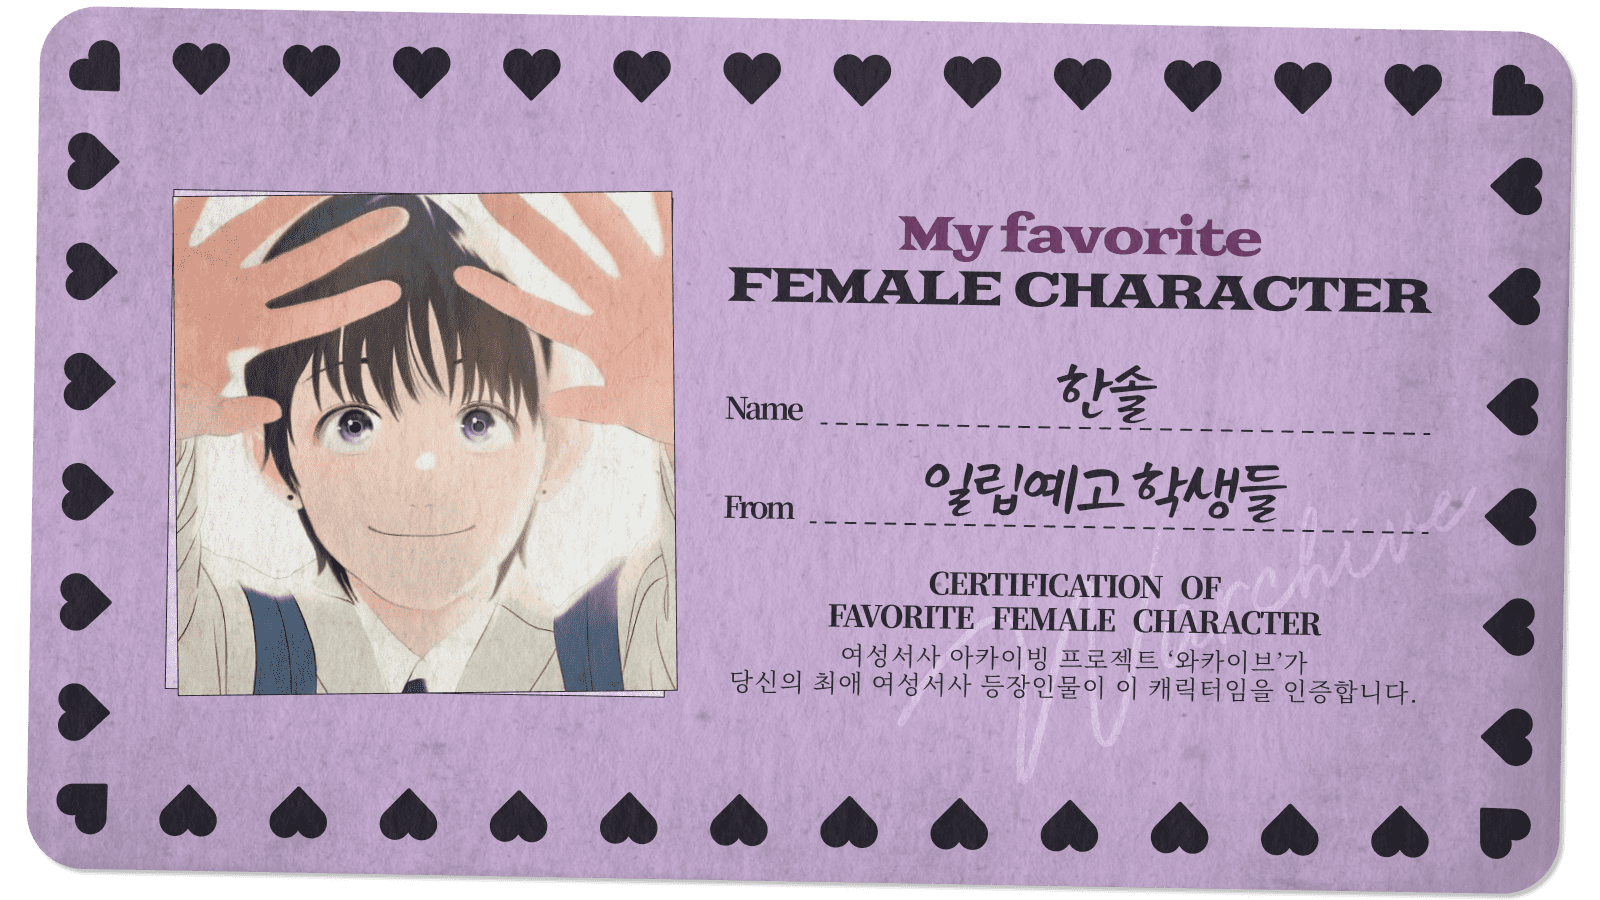 My favorite
FEMALE CHARACTER
Name 한솔
From 일립예고 학생들
CERTIFICATION OF
FAVORITE FEMALE CHARACTER
여성서사 아카이빙 프로젝트 ‘와카이브’가
당신의 최애 여성서사 등장인물이 이 캐릭터임을 인증합니다.
Warchive